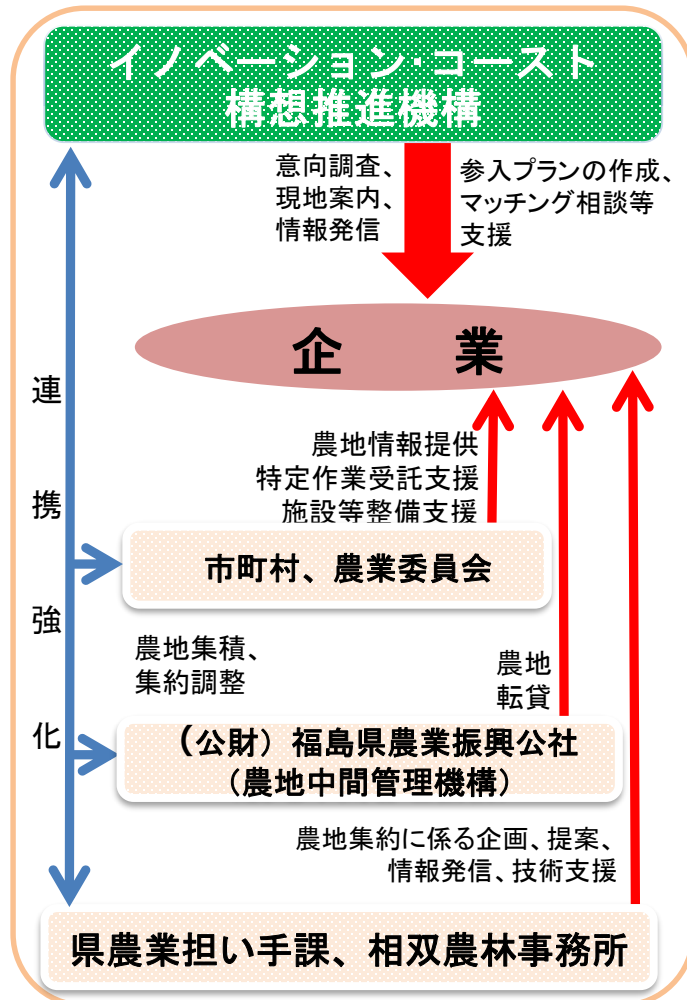 イノベーション・コースト
構想推進機構
意向調査、
現地案内、
情報発信
参入プランの作成、
マッチング相談等
支援
企　業
連携強化
農地情報提供
特定作業受託支援
施設等整備支援
市町村、農業委員会
農地集積、
集約調整
農地
転貸
（公財）福島県農業振興公社
（農地中間管理機構）
農地集約に係る企画、提案、
情報発信、技術支援
県農業担い手課、相双農林事務所